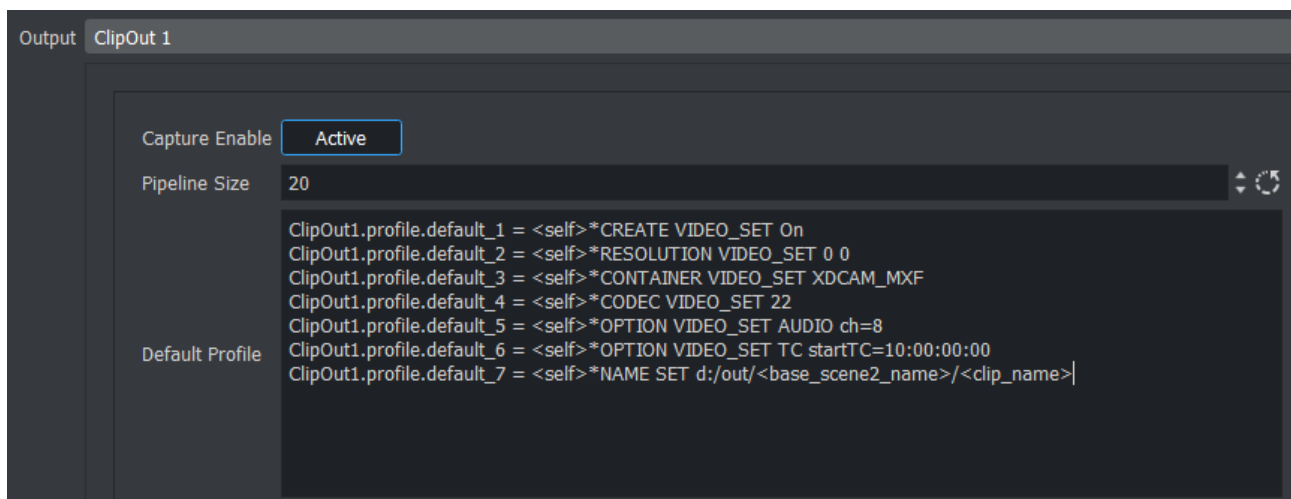 Output ClipOut 1
Capture Enable Active
Pipeline Size 20
Default Profile
ClipOut1.profile.default_1 = <self>*CREATE VIDEO_SET On
ClipOut1.profile.default_2 = <self>*RESOLUTION VIDEO_SET 0 0
ClipOut1.profile.default_3 = <self>*CONTAINER VIDEO_SET XDCAM_MXF
ClipOut1.profile.default_4 = <self>*CODEC VIDEO_SET 22
ClipOut1.profile.default_5 = <self>*OPTION VIDEO_SET AUDIO ch=8
ClipOut1.profile.default_6 = <self>*OPTION VIDEO_SET TC startTC=10:00:00:00
ClipOut1.profile.default_7 = <self>*NAME SET d:/out/<base_scene2_name>/<clip_name>